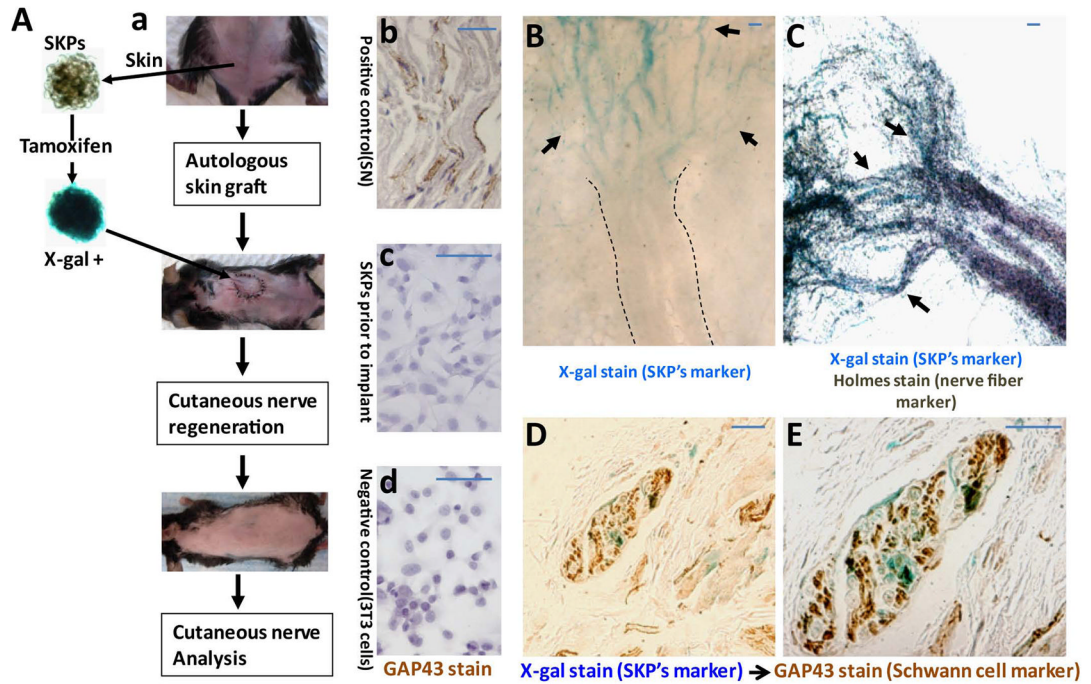 A
a
SKPs
Skin
Tamoxifen
X-gal +
Autologous
skin graft
Cutaneous nerve
regeneration
Cutaneous nerve
Analysis
b
Positive control(SN)
c
SKPs prior to implant
d
Negative control(3T3 cells)
GAP43 stain
B
X-gal stain (SKP's marker)
C
X-gal stain (SKP's marker)
Holmes stain (nerve fiber
marker)
D
E
X-gal stain (SKP's marker) → GAP43 stain (Schwann cell marker)